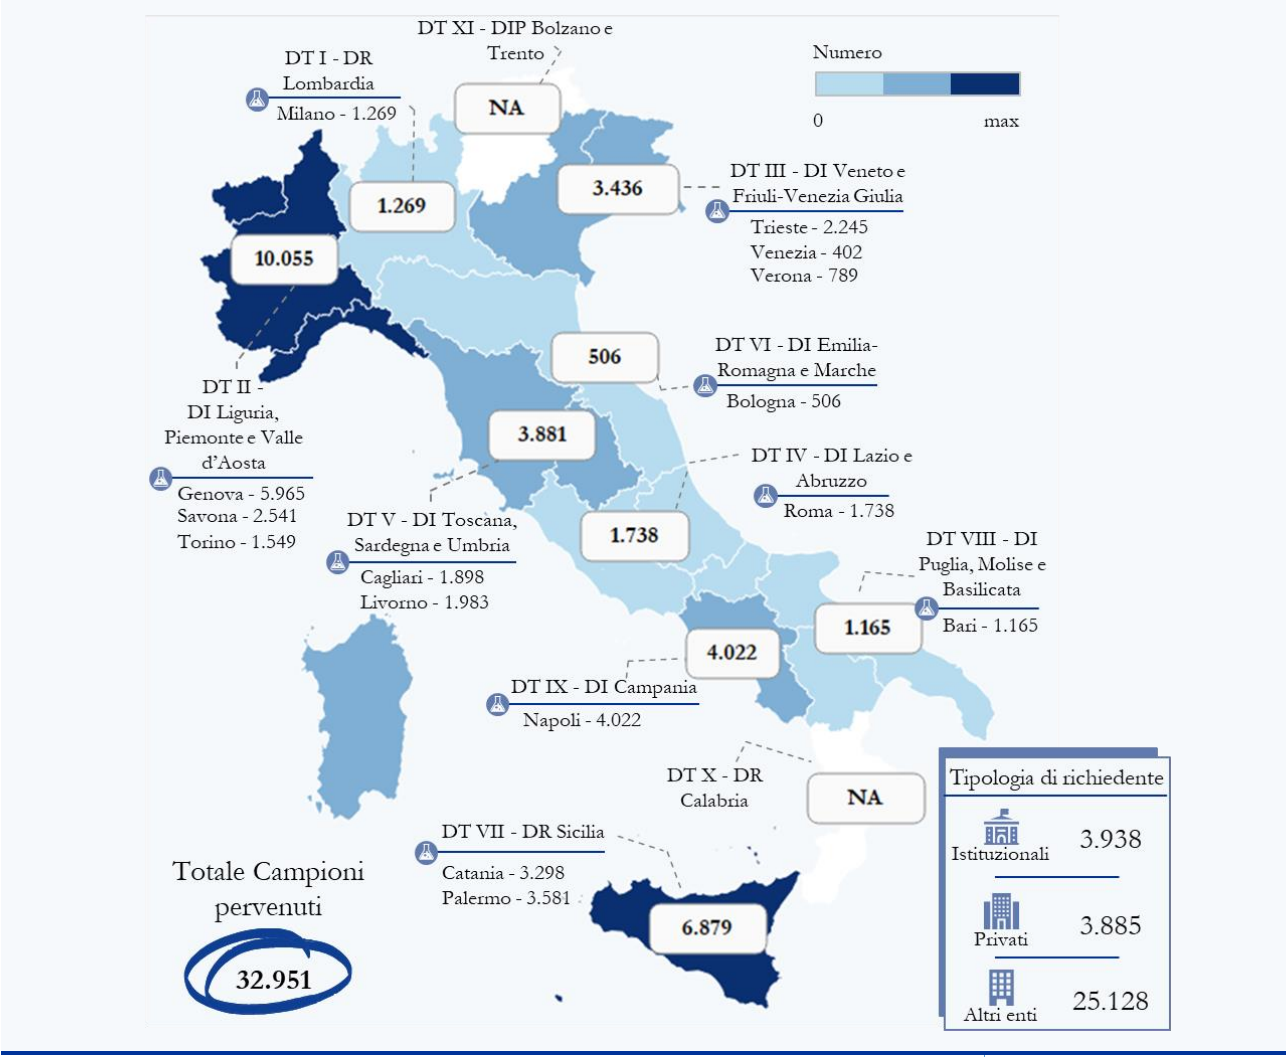 DT XI - DIP Bolzano e
Trento
NA
DT I - DR
Lombardia
Milano - 1.269
1.269
Numero
0 max
DT III - DI Veneto e
Friuli-Venezia Giulia
Trieste - 2.245
Venezia - 402
Verona - 789
3.436
10.055
DT II -
DI Liguria,
Piemonte e Valle
d'Aosta
Genova - 5.965
Savona - 2.541
Torino - 1.549
506
DT VI - DI Emilia-
Romagna e Marche
Bologna - 506
3.881
DT V - DI Toscana,
Sardegna e Umbria
Cagliari - 1.898
Livorno - 1.983
DT IV - DI Lazio e
Abruzzo
Roma - 1.738
1.738
DT VIII - DI
Puglia, Molise e
Basilicata
Bari - 1.165
1.165
4.022
DT IX - DI Campania
Napoli - 4.022
DT X - DR
Calabria
NA
DT VII - DR Sicilia
Catania - 3.298
Palermo - 3.581
6.879
Totale Campioni
pervenuti
32.951
Tipologia di richiedente
Istituzionali 3.938
Privati 3.885
Altri enti 25.128